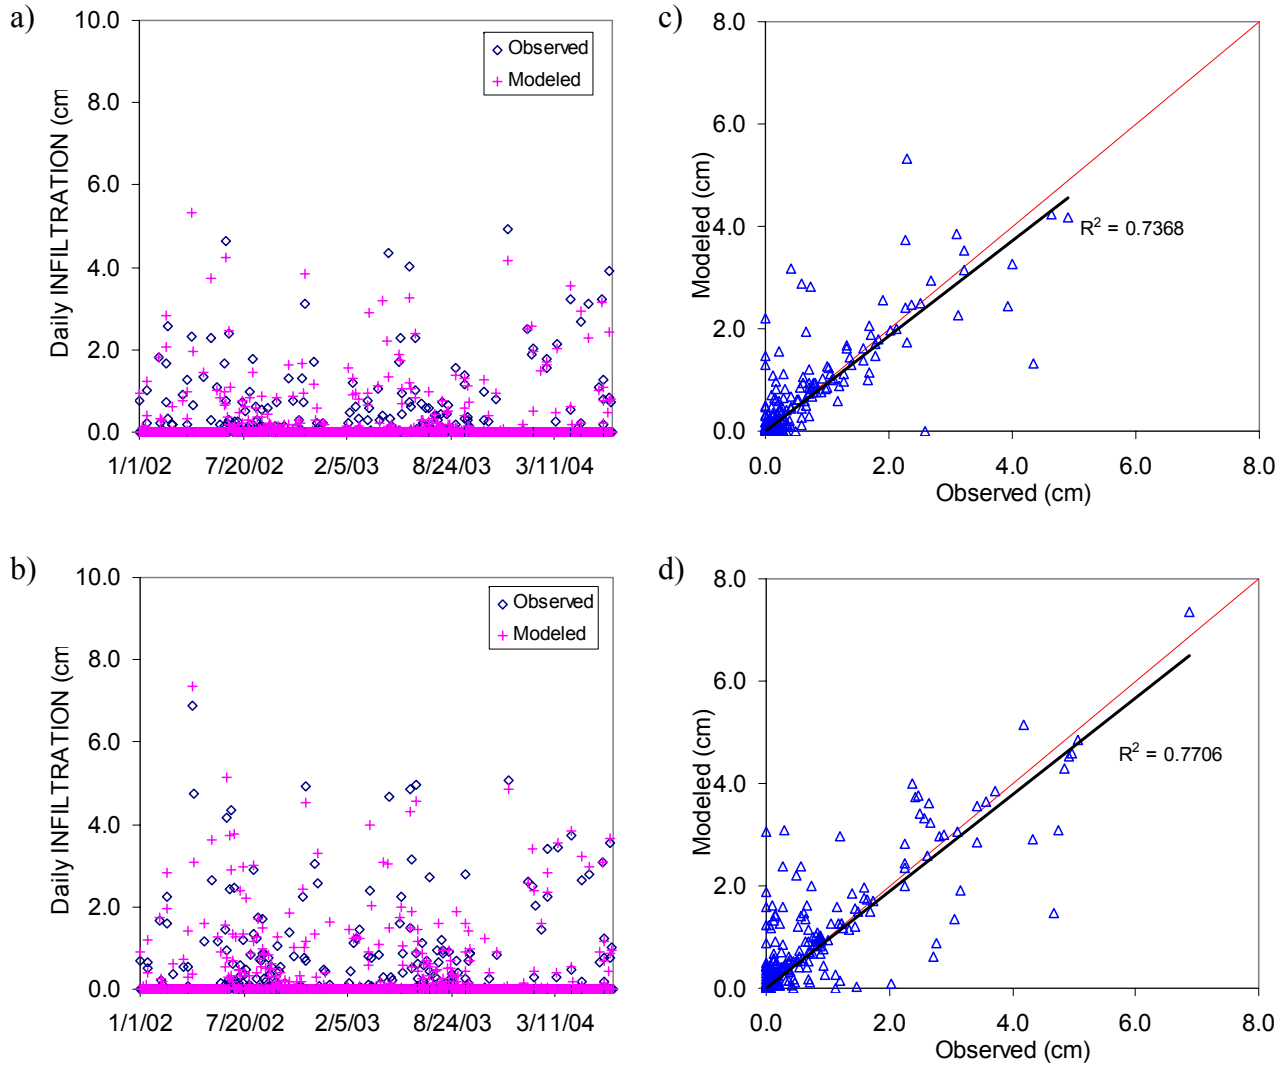 a)
10.0
8.0
6.0
4.0
2.0
0.0
Daily INFILTRATION (cm
Observed
Modeled
1/1/02 7/20/02 2/5/03 8/24/03 3/11/04
c)
8.0
6.0
4.0
2.0
0.0
Modeled (cm)
R² = 0.7368
0.0 2.0 4.0 6.0 8.0
Observed (cm)
b)
10.0
8.0
6.0
4.0
2.0
0.0
Daily INFILTRATION (cm
Observed
Modeled
1/1/02 7/20/02 2/5/03 8/24/03 3/11/04
d)
8.0
6.0
4.0
2.0
0.0
Modeled (cm)
R² = 0.7706
0.0 2.0 4.0 6.0 8.0
Observed (cm)